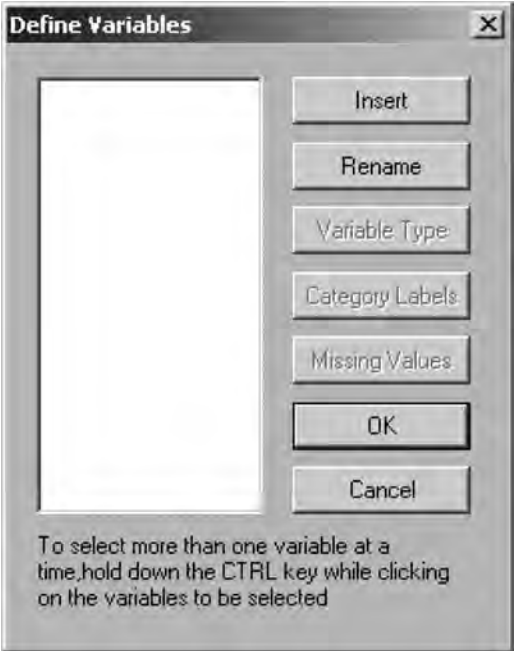 Define Variables
Insert
Rename
Variable Type
Category Labels
Missing Values
OK
Cancel
To select more than one variable at a
time,hold down the CTRL key while clicking
on the variables to be selected